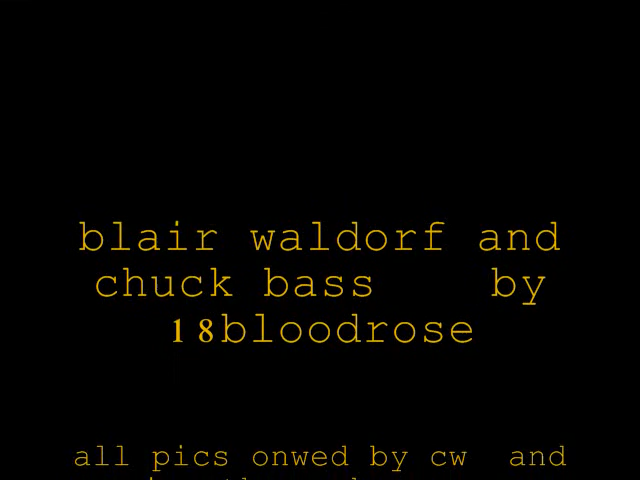 blair waldorf and
chuck bass by
18bloodrose
all pics onwed by cw and